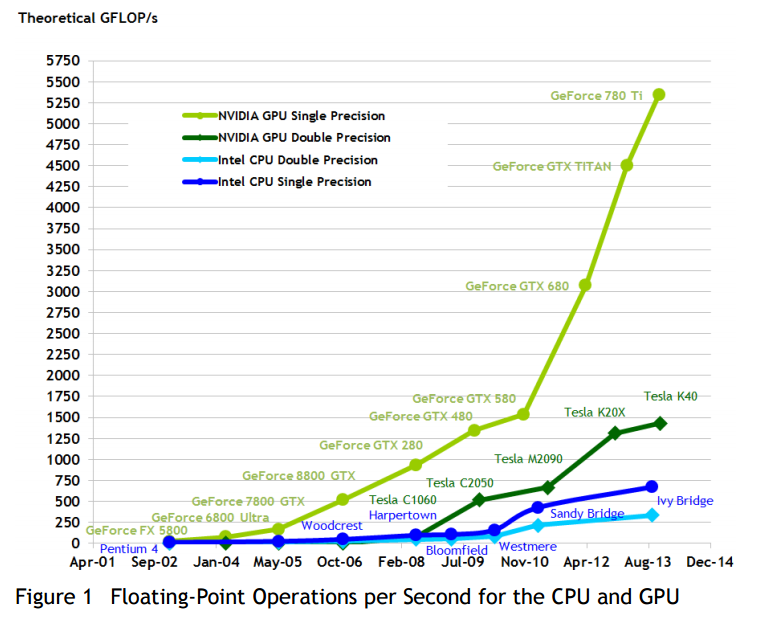 Theoretical GFLOP/s
5750
5500
5250
5000
4750
4500
4250
4000
3750
3500
3250
3000
2750
2500
2250
2000
1750
1500
1250
1000
750
500
250
0
NVIDIA GPU Single Precision
NVIDIA GPU Double Precision
Intel CPU Double Precision
Intel CPU Single Precision
GeForce 780 Ti
GeForce GTX TITAN
GeForce GTX 680
GeForce GTX 580
GeForce GTX 480
GeForce GTX 280
GeForce 8800 GTX
GeForce 7800 GTX
GeForce 6800 Ultra
GeForce FX 5800
Tesla K40
Tesla K20X
Tesla M2090
Tesla C2050
Tesla C1060
Harpertown
Woodcrest
Pentium 4
Bloomfield
Westmere
Sandy Bridge
Ivy Bridge
Apr-01 Sep-02 Jan-04 May-05 Oct-06 Feb-08 Jul-09 Nov-10 Apr-12 Aug-13 Dec-14
Figure 1 Floating-Point Operations per Second for the CPU and GPU